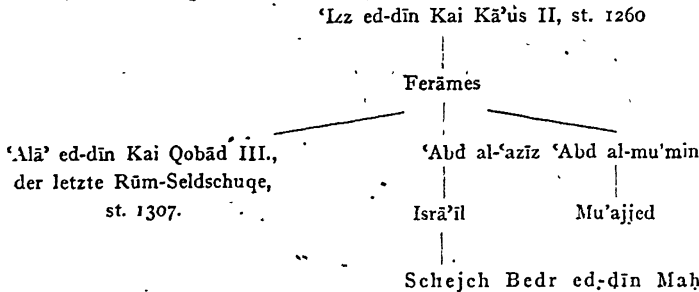 ‘Izz ed-dīn Kai Kā’ūs II, st. 1260
Ferāmes
‘Alā’ ed-dīn Kai Qobād III., ‘Abd al-‘azīz ‘Abd al-mu’min
der letzte Rūm-Seldschuqe,
st. 1307. Isrā’īl Mu’ajjed
Schejch Bedr ed-dīn Maḥ